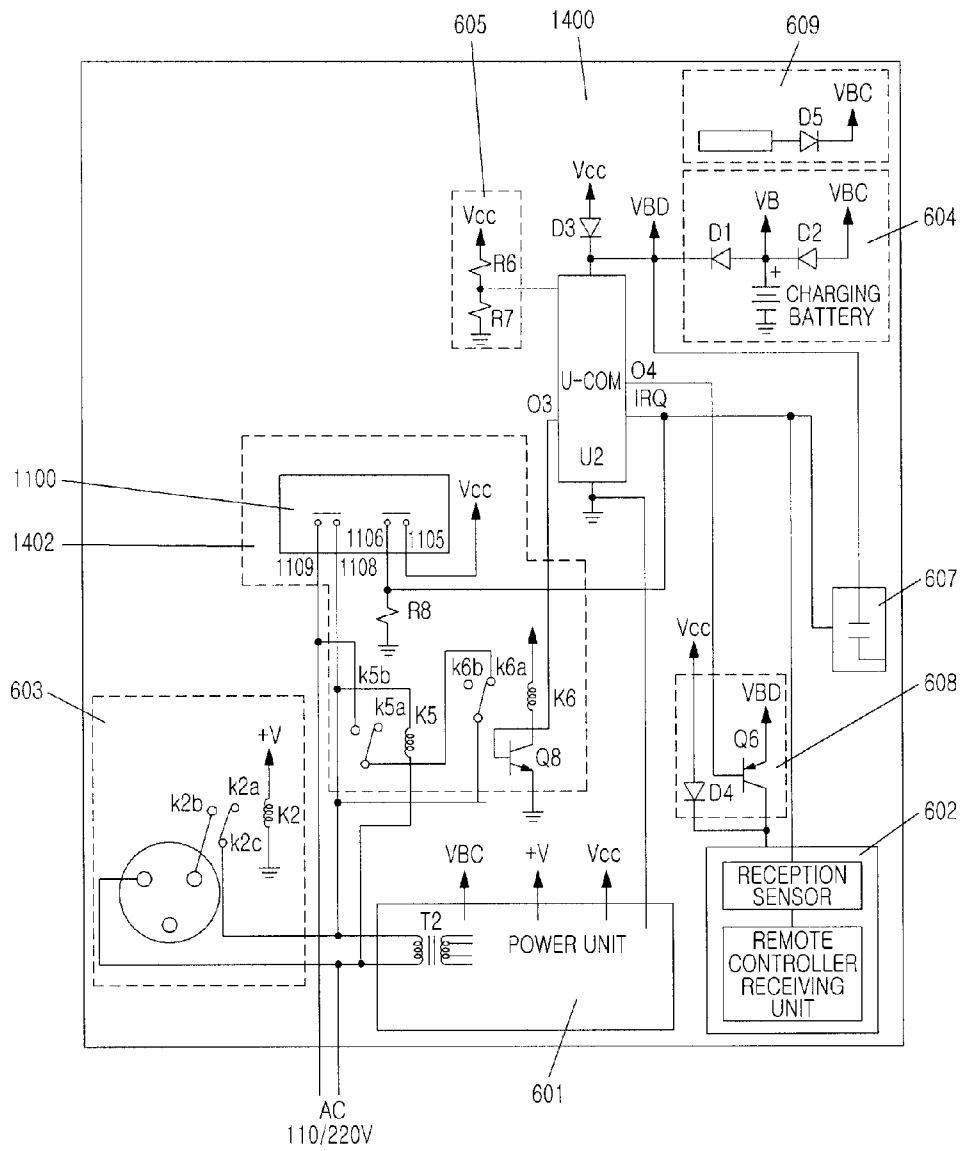 605
1400
609
VBC
D5
Vcc
Vcc
VBD
VB
VBC
604
D3
D1
D2
R6
+
CHARGING
BATTERY
R7
U-COM
O4
O3
IRQ
U2
1100
Vcc
1106
1105
1402
1109
1108
607
R8
Vcc
k5b
k6b
k6a
603
k5a
K5
K6
VBD
+V
Q6
608
Q8
k2a
D4
k2b
K2
602
k2c
VBC
+V
Vcc
RECEPTION
SENSOR
T2
POWER UNIT
REMOTE
CONTROLLER
RECEIVING
UNIT
601
AC
110/220V